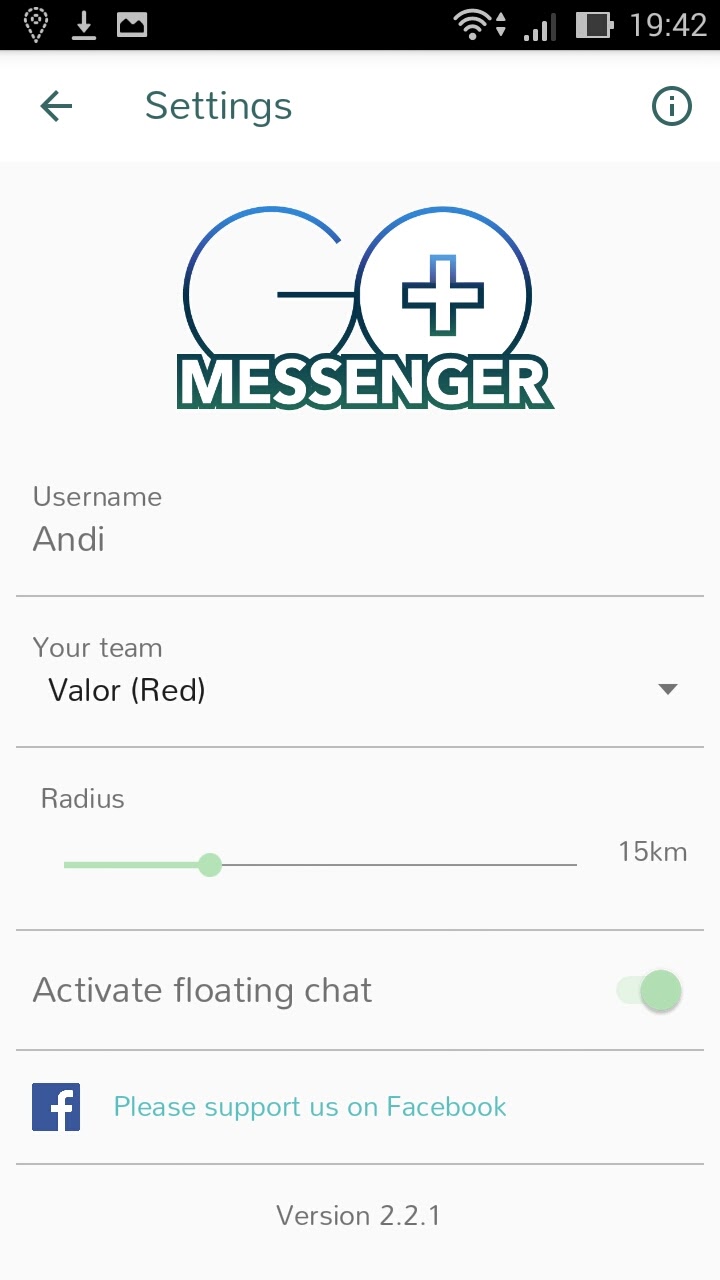 19:42
Settings
GO+
MESSENGER
Username
Andi
Your team
Valor (Red)
Radius
15km
Activate floating chat
Please support us on Facebook
Version 2.2.1